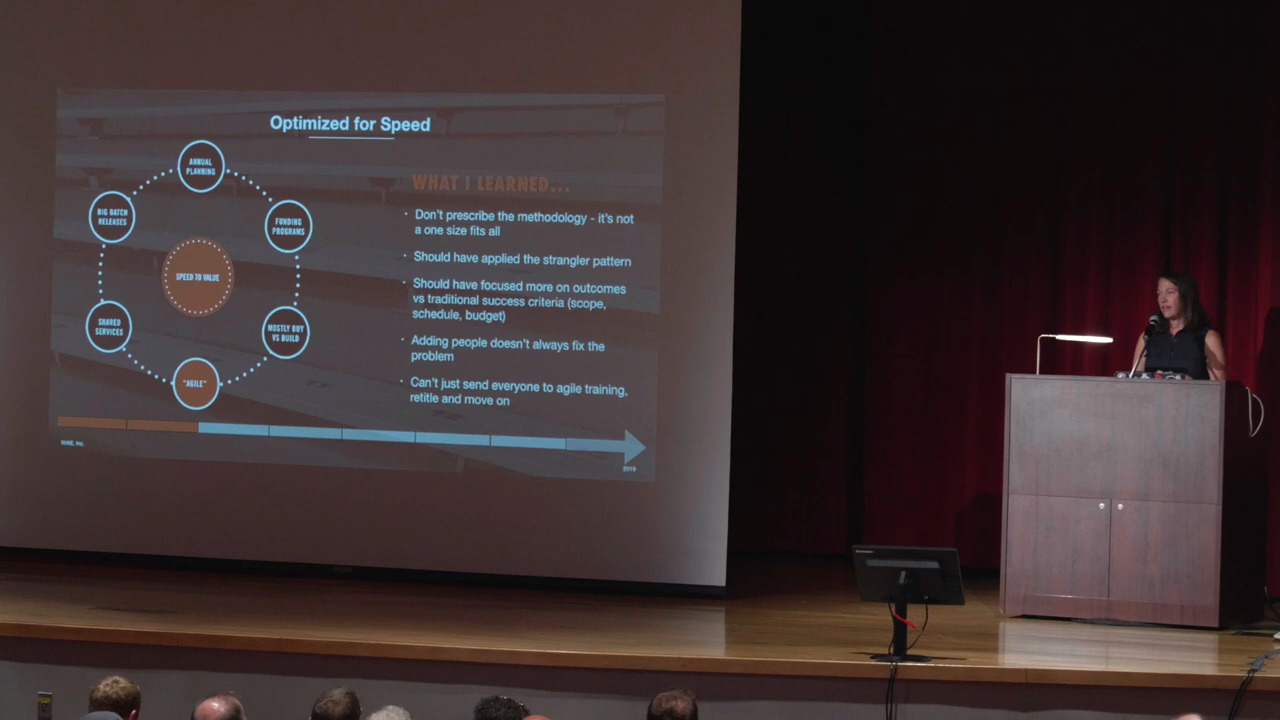 Optimized for Speed
ANNUAL
PLANNING
BIG BATCH
RELEASES
FUNDING
PROGRAMS
SPEED TO VALUE
SHARED
SERVICES
MOSTLY BUY
VS BUILD
"AGILE"
WHAT I LEARNED...
· Don't prescribe the methodology - it's not
a one size fits all
· Should have applied the strangler pattern
· Should have focused more on outcomes
vs traditional success criteria (scope,
schedule, budget)
· Adding people doesn't always fix the
problem
· Can't just send everyone to agile training,
retitle and move on
NIKE, Inc.
2019